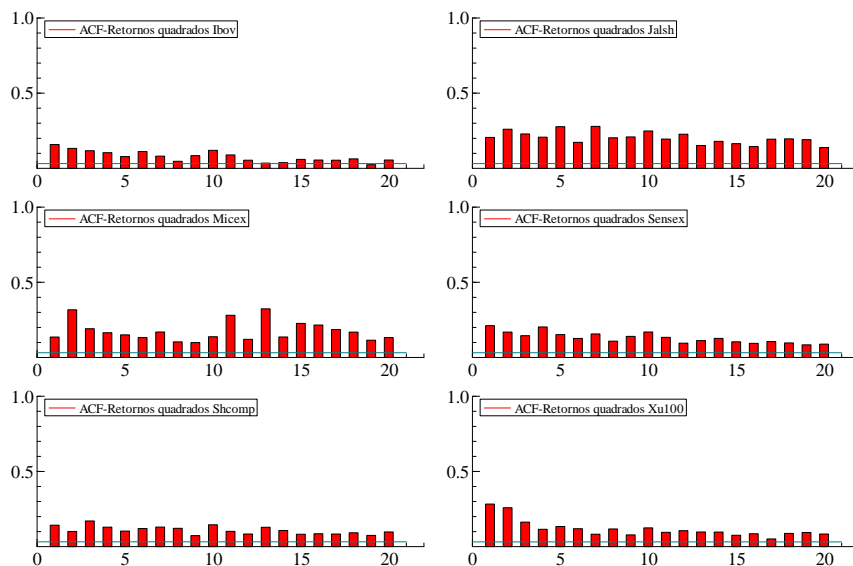 1.0
ACF-Retornos quadrados Ibov
0.5
0 5 10 15 20
1.0
ACF-Retornos quadrados Jalsh
0.5
0 5 10 15 20
1.0
ACF-Retornos quadrados Micex
0.5
0 5 10 15 20
1.0
ACF-Retornos quadrados Sensex
0.5
0 5 10 15 20
1.0
ACF-Retornos quadrados Shcomp
0.5
0 5 10 15 20
1.0
ACF-Retornos quadrados Xu100
0.5
0 5 10 15 20